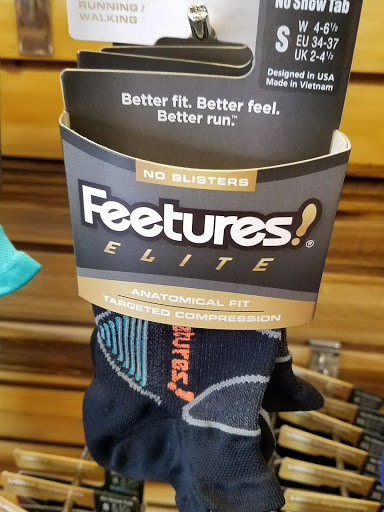 RUNNING/
WALKING
No Show Tab
S
W 4-6½
EU 34-37
UK 2-4½
Designed in USA
Made in Vietnam
Better fit. Better feel.
Better run.™
NO BLISTERS
Feetures!®
ELITE
ANATOMICAL FIT
TARGETED COMPRESSION
etures!